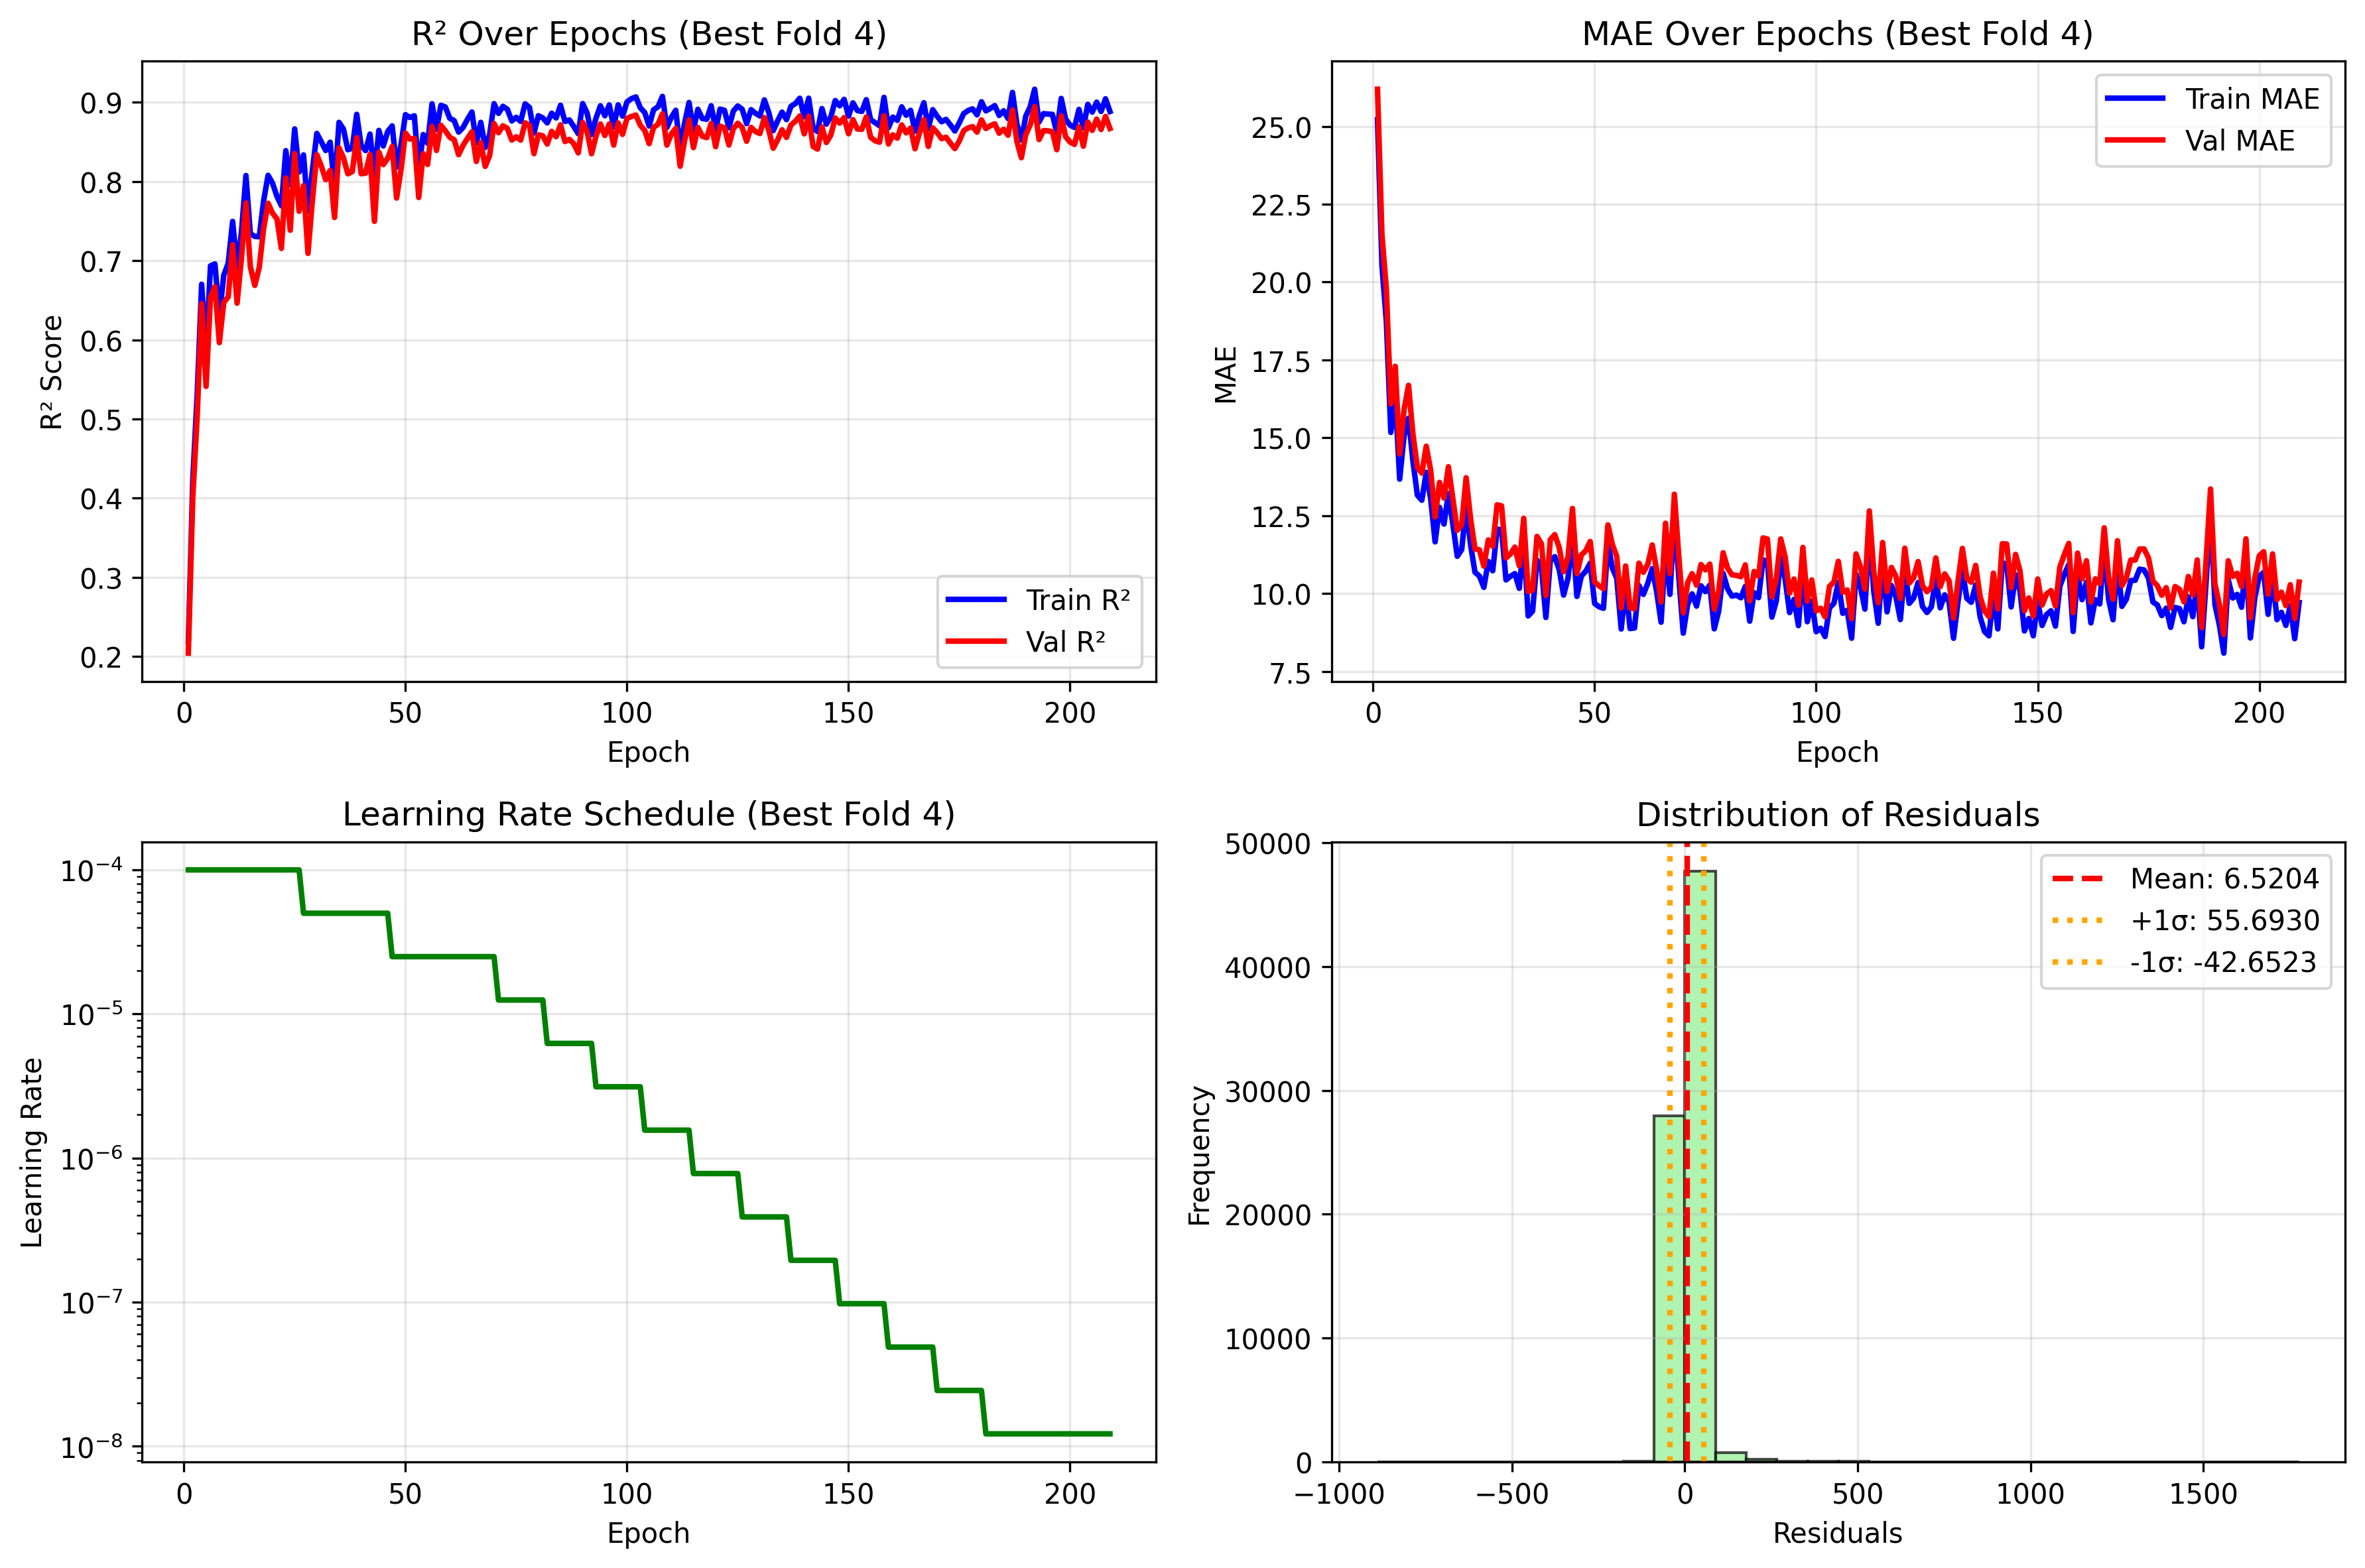 R² Over Epochs (Best Fold 4)
R² Score
0.9
0.8
0.7
0.6
0.5
0.4
0.3
0.2
Train R²
Val R²
0 50 100 150 200
Epoch
MAE Over Epochs (Best Fold 4)
MAE
25.0
22.5
20.0
17.5
15.0
12.5
10.0
7.5
Train MAE
Val MAE
0 50 100 150 200
Epoch
Learning Rate Schedule (Best Fold 4)
Learning Rate
10⁻⁴
10⁻⁵
10⁻⁶
10⁻⁷
10⁻⁸
0 50 100 150 200
Epoch
Distribution of Residuals
Frequency
50000
40000
30000
20000
10000
0
Mean: 6.5204
+1σ: 55.6930
-1σ: -42.6523
−1000 −500 0 500 1000 1500
Residuals